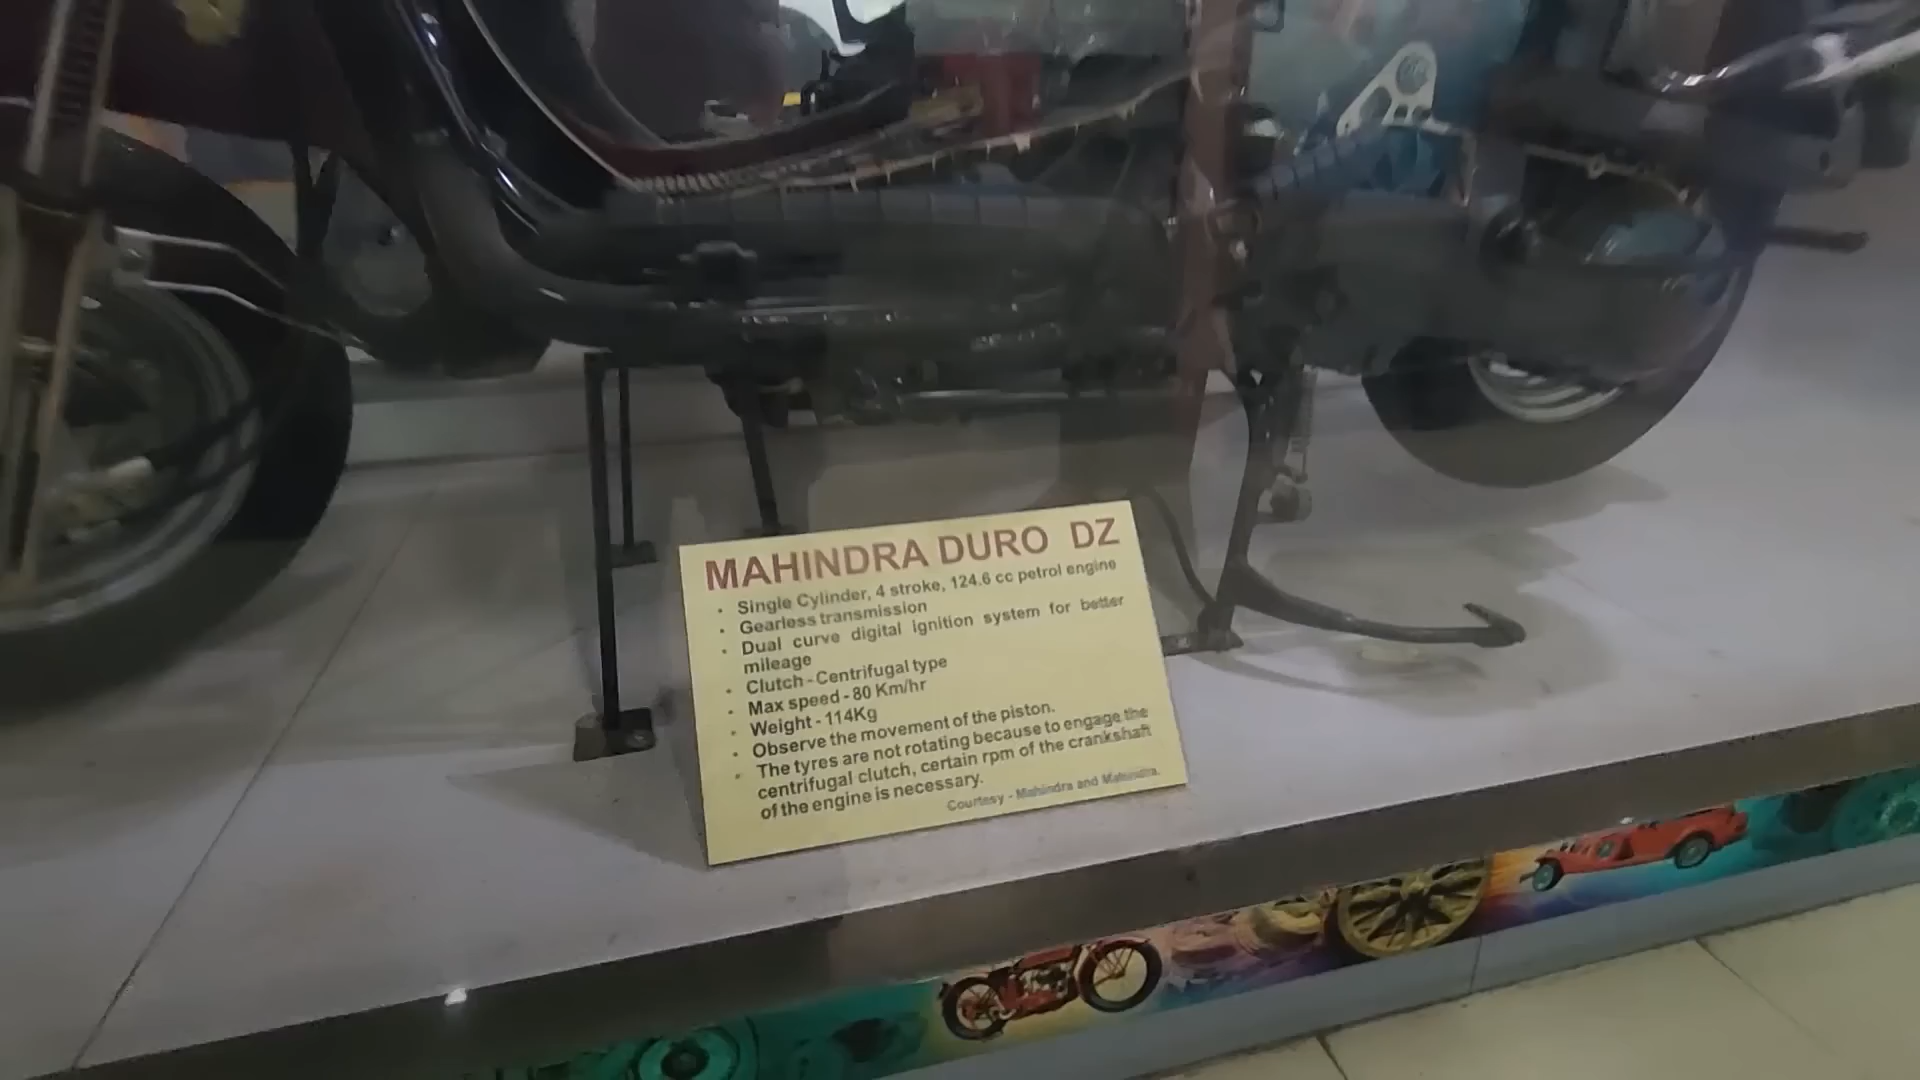 MAHINDRA DURO DZ
• Single Cylinder, 4 stroke, 124.6 cc petrol engine
• Gearless transmission
• Dual curve digital ignition system for better
mileage
• Clutch - Centrifugal type
• Max speed - 80 Km/hr
• Weight - 114Kg
• Observe the movement of the piston.
• The tyres are not rotating because to engage the
centrifugal clutch, certain rpm of the crankshaft
of the engine is necessary.
Courtesy - Mahindra and Mahindra.